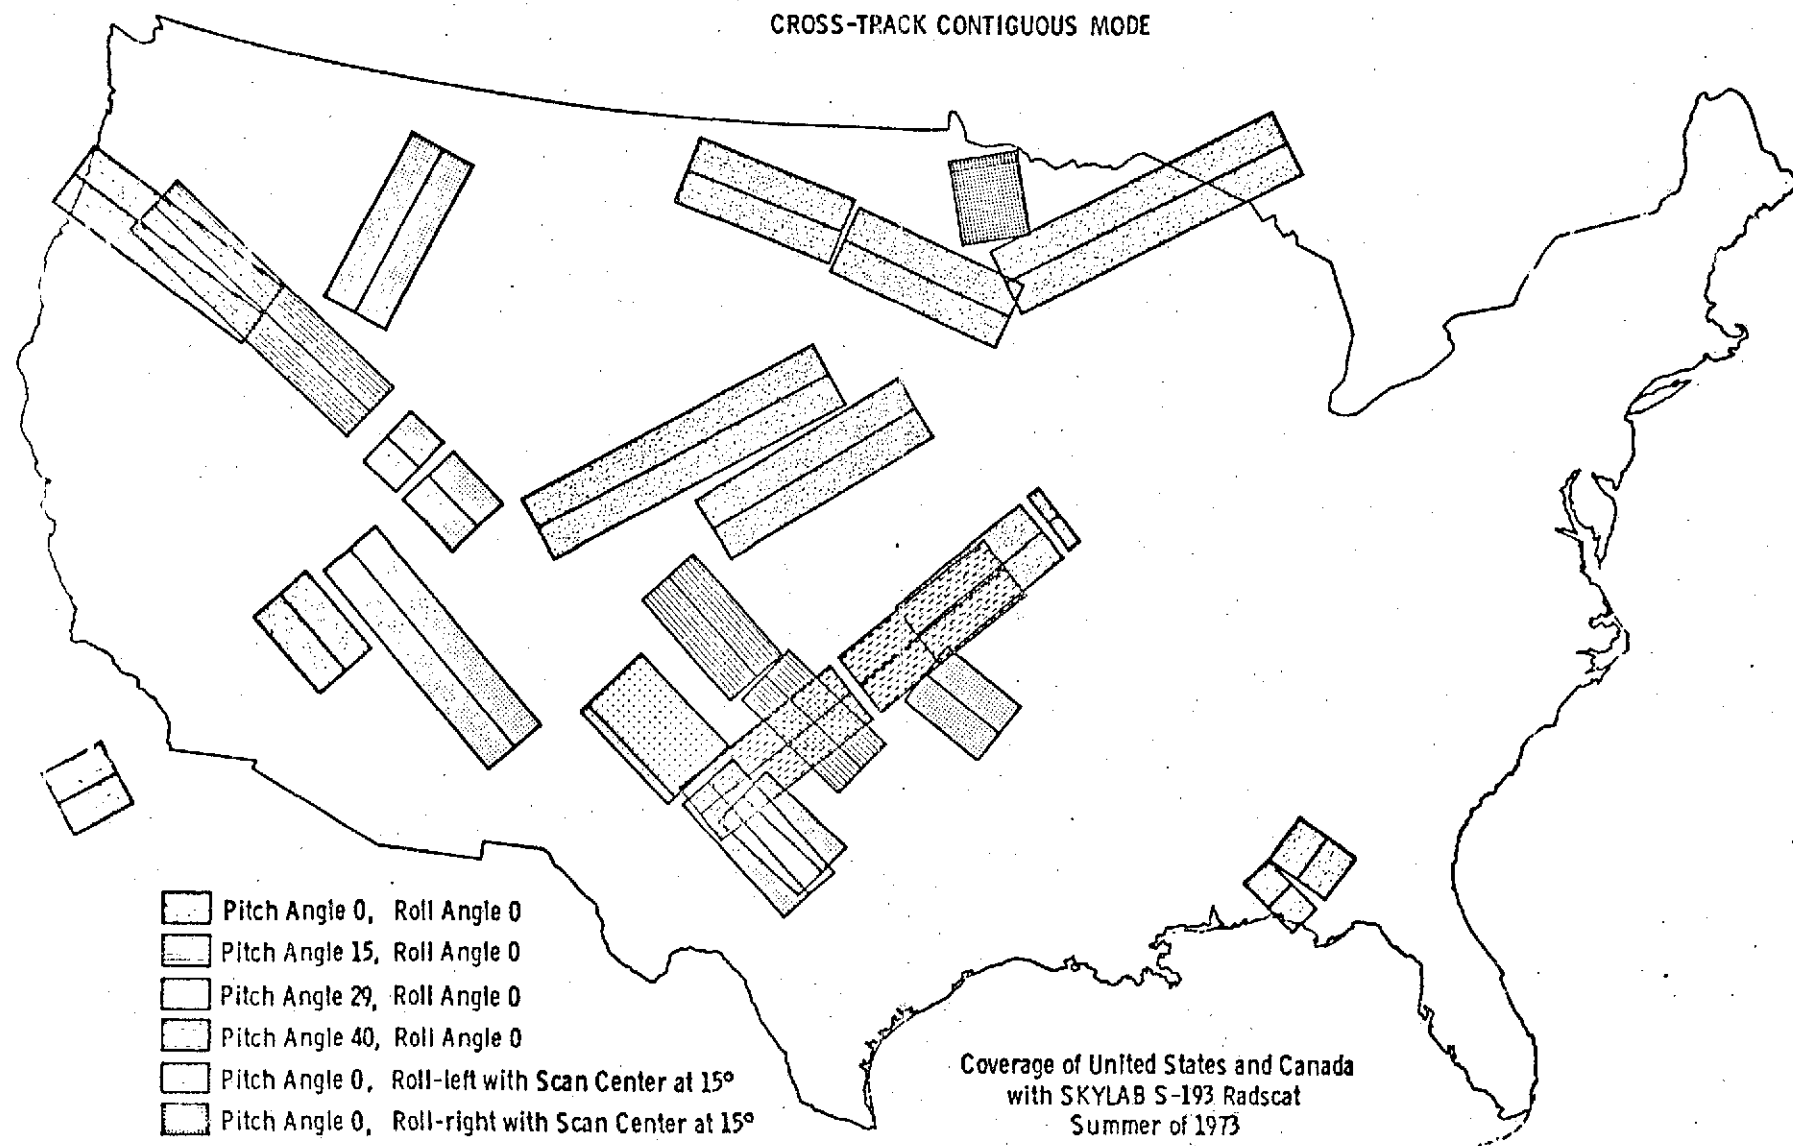 CROSS-TRACK CONTIGUOUS MODE
Pitch Angle 0, Roll Angle 0
Pitch Angle 15, Roll Angle 0
Pitch Angle 29, Roll Angle 0
Pitch Angle 40, Roll Angle 0
Pitch Angle 0, Roll-left with Scan Center at 15°
Pitch Angle 0, Roll-right with Scan Center at 15°
Coverage of United States and Canada
with SKYLAB S-193 Radscat
Summer of 1973